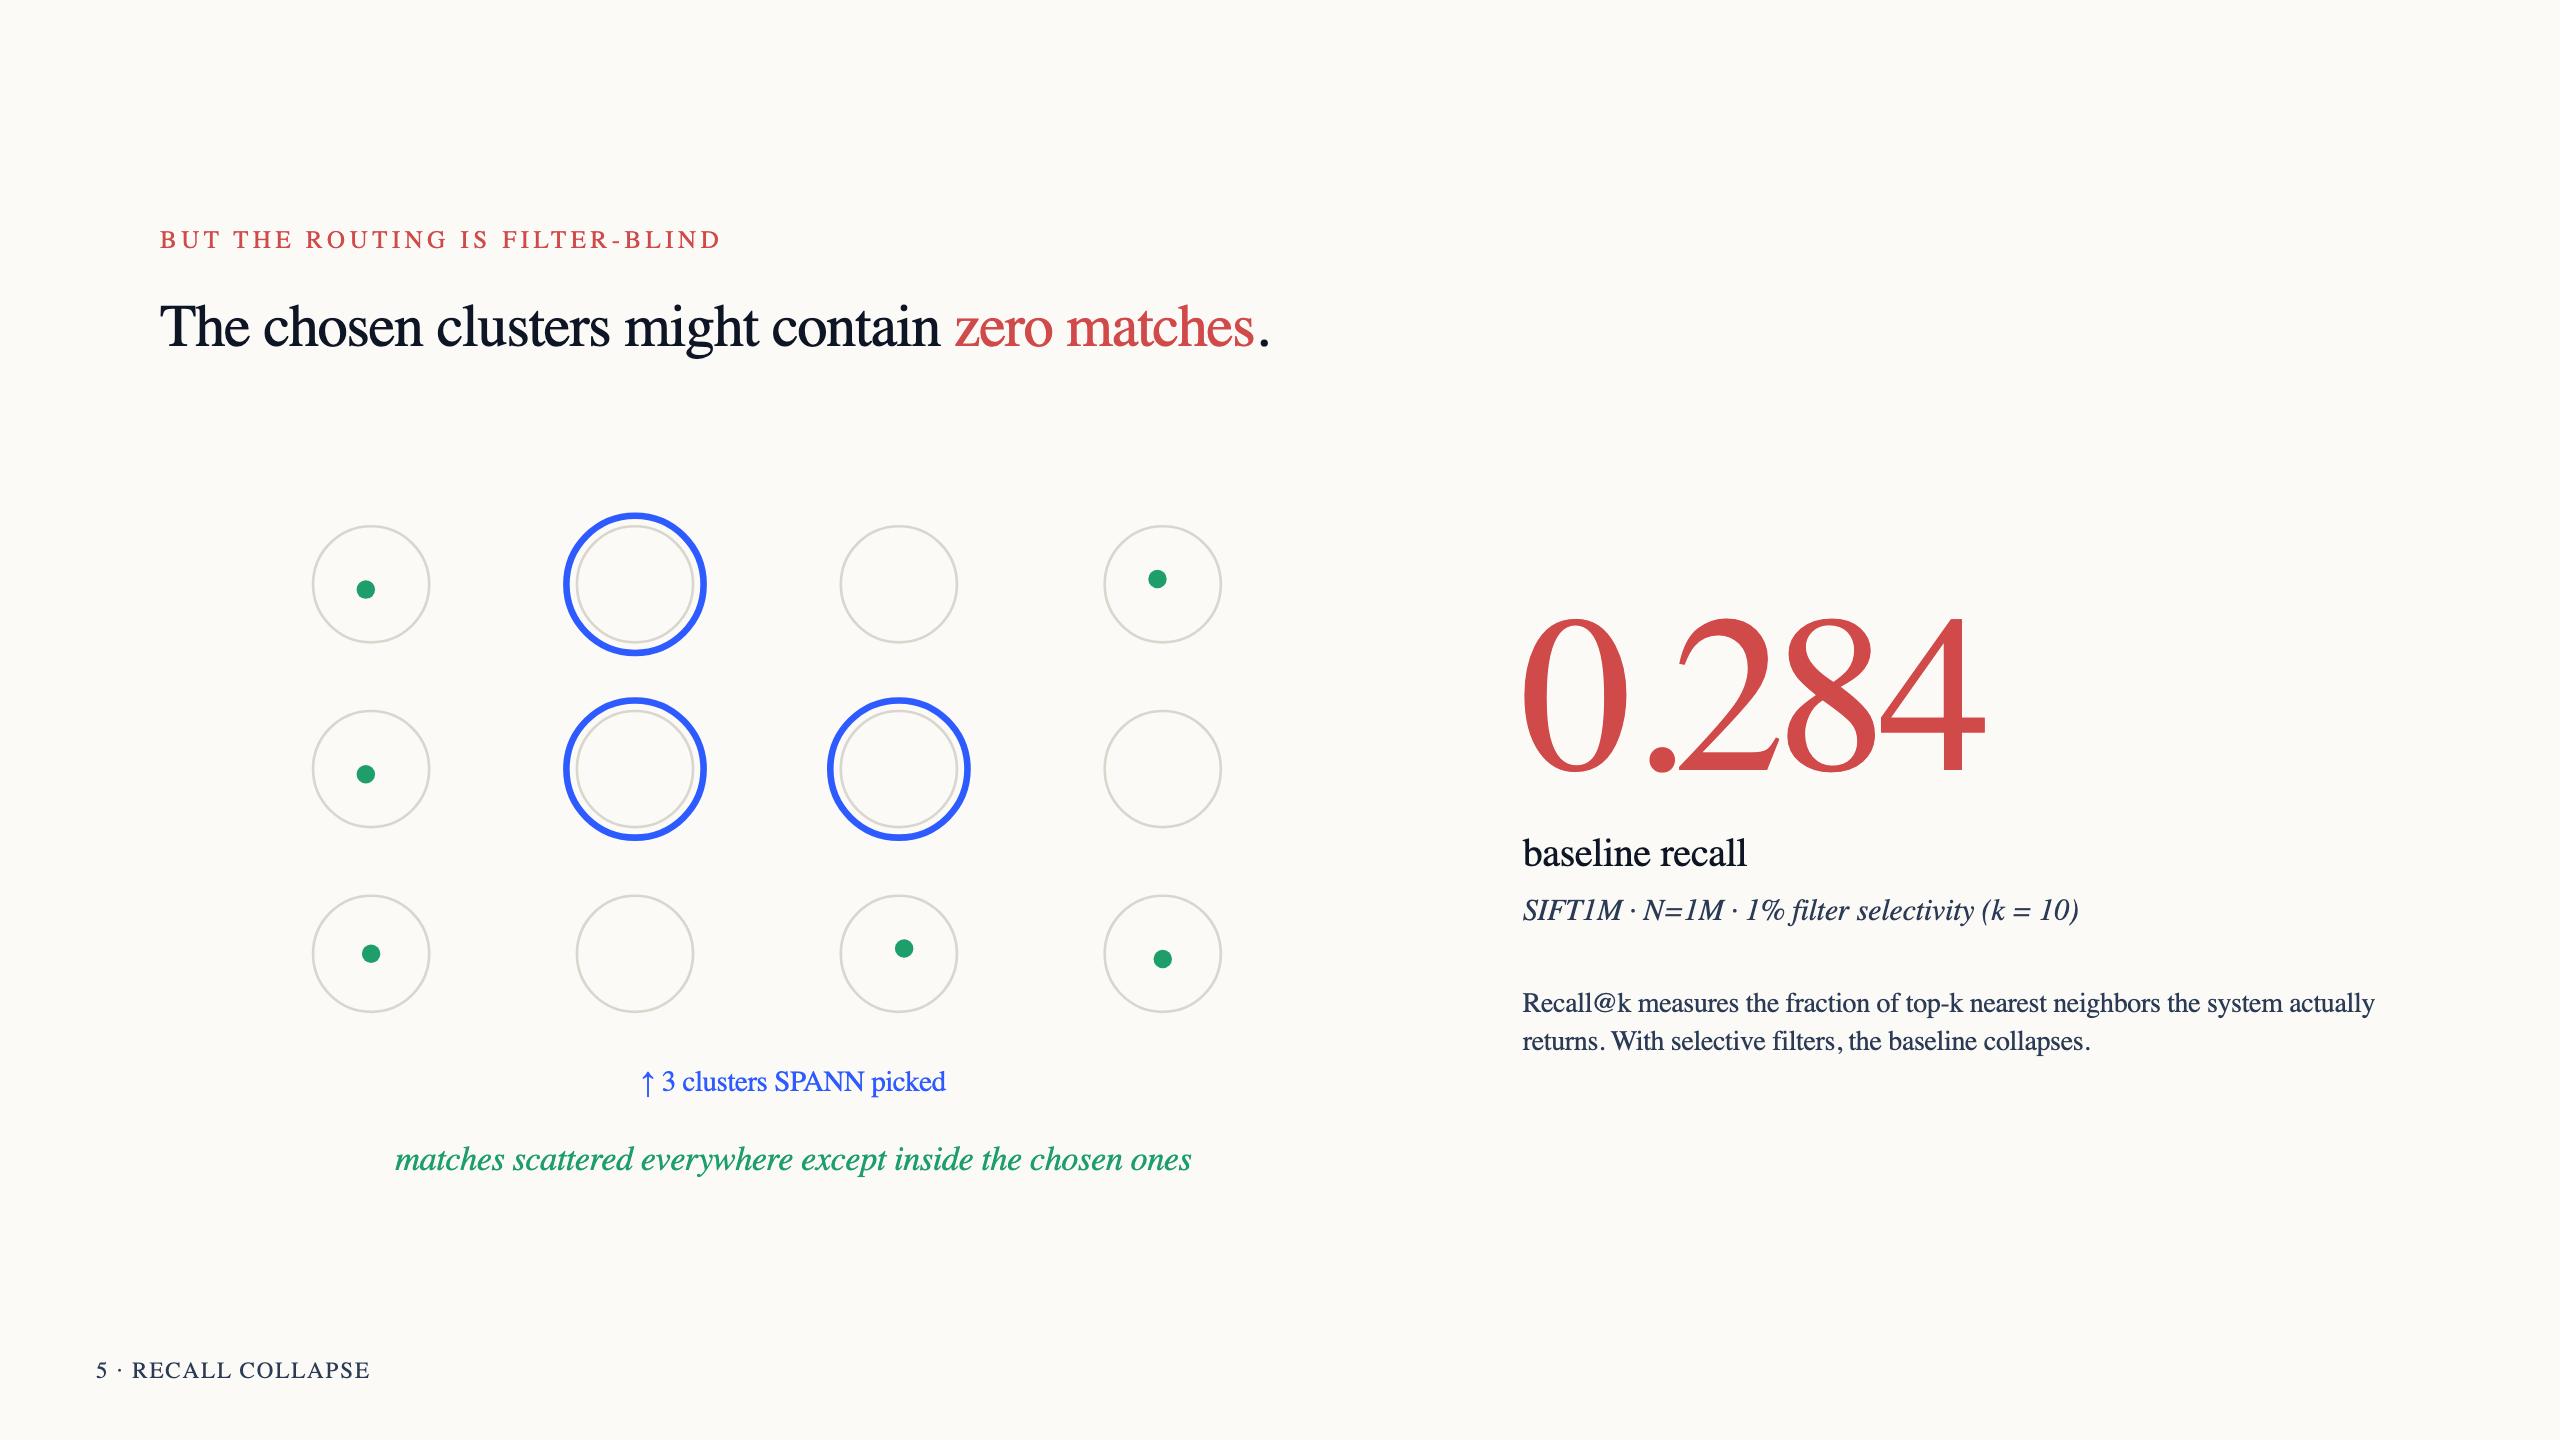 BUT THE ROUTING IS FILTER-BLIND
The chosen clusters might contain zero matches.
↑ 3 clusters SPANN picked
matches scattered everywhere except inside the chosen ones
0.284
baseline recall
SIFT1M · N=1M · 1% filter selectivity (k = 10)
Recall@k measures the fraction of top-k nearest neighbors the system actually
returns. With selective filters, the baseline collapses.
5 · RECALL COLLAPSE